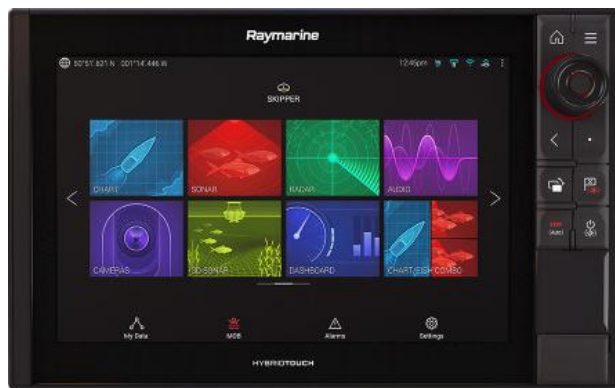 Raymarine
50°51'.821 N 001°14'.446 W
12:45pm
SKIPPER
CHART
SONAR
RADAR
AUDIO
CAMERAS
3D-SONAR
DASHBOARD
CHART/FISH COMBO
My Data
MOB
Alarms
Settings
HYBRIDTOUCH